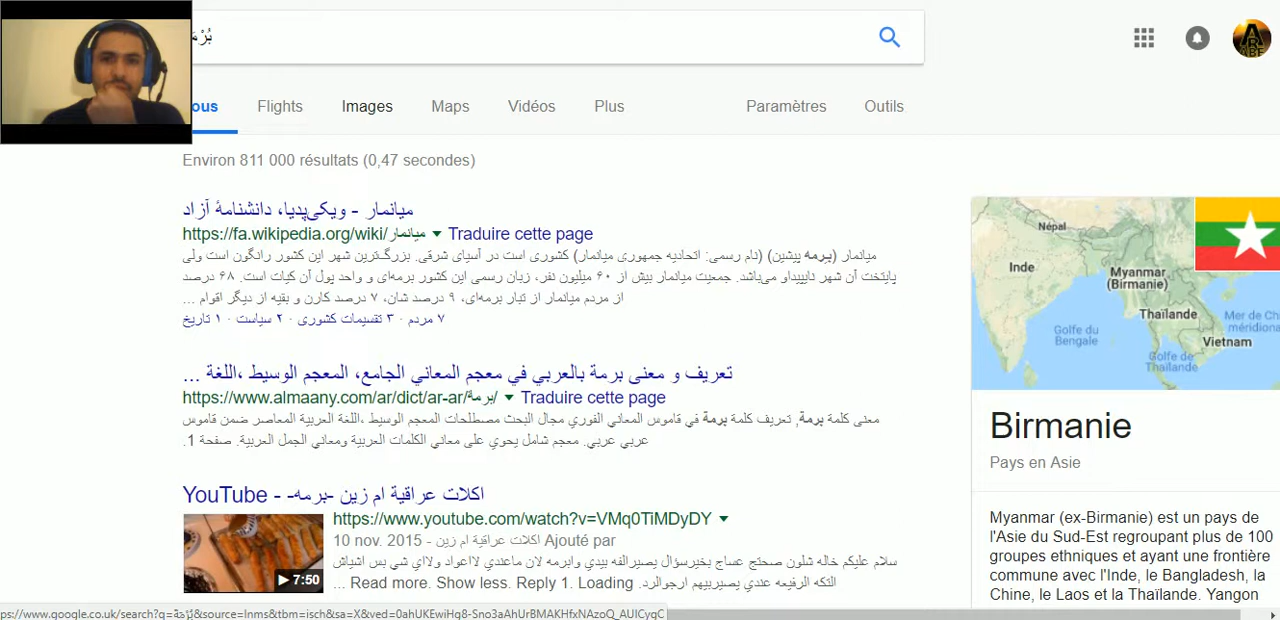 بُرْمَ
ous Flights Images Maps Vidéos Plus Paramètres Outils
Environ 811 000 résultats (0,47 secondes)
میانمار - ویکی‌پدیا، دانشنامهٔ آزاد
https://fa.wikipedia.org/wiki/میانمار Traduire cette page
میانمار (برمه پیشین) (نام رسمی: اتحادیه جمهوری میانمار) کشوری است در آسیای شرقی. بزرگ‌ترین شهر این کشور رانگون است ولی
پایتخت آن شهر نایپیداو می‌باشد. جمعیت میانمار بیش از ۶۰ میلیون نفر، زبان رسمی این کشور برمه‌ای و واحد پول آن کیات است. ۶۸ درصد
از مردم میانمار از تبار برمه‌ای، ۹ درصد شان، ۷ درصد کارن و بقیه از دیگر اقوام ...
۷ مردم · ۳ تقسیمات کشوری · ۲ سیاست · ۱ تاریخ
تعريف و معنى برمة بالعربي في معجم المعاني الجامع، المعجم الوسيط ،اللغة ...
https://www.almaany.com/ar/dict/ar-ar/برمة/ Traduire cette page
معنى كلمة برمة, تعريف كلمة برمة في قاموس المعاني الفوري مجال البحث مصطلحات المعجم الوسيط ،اللغة العربية المعاصر ضمن قاموس
عربي عربي. معجم شامل يحوي على معاني الكلمات العربية ومعاني الجمل العربية. صفحة 1.
اكلات عراقية ام زين -برمه- - YouTube
https://www.youtube.com/watch?v=VMq0TiMDyDY
10 nov. 2015 - اكلات عراقية ام زين Ajouté par
سلام عليكم خاله شلون صحتج عساج بخيرسؤال يصيرالفه بيدي وابرمه لان ماعندي لااعواد ولااي شي بس اشياش
التكه الرفيعه عندي يصيربيهم ارجوالرد. Read more. Show less. Reply 1. Loading ...
7:50
Népal
Inde
Myanmar
(Birmanie)
Thaïlande
Golfe du
Bengale
Mer de Ch
méridiona
Vietnam
Golfe de
Thaïlande
Birmanie
Pays en Asie
Myanmar (ex-Birmanie) est un pays de
l'Asie du Sud-Est regroupant plus de 100
groupes ethniques et ayant une frontière
commune avec l'Inde, le Bangladesh, la
Chine, le Laos et la Thaïlande. Yangon